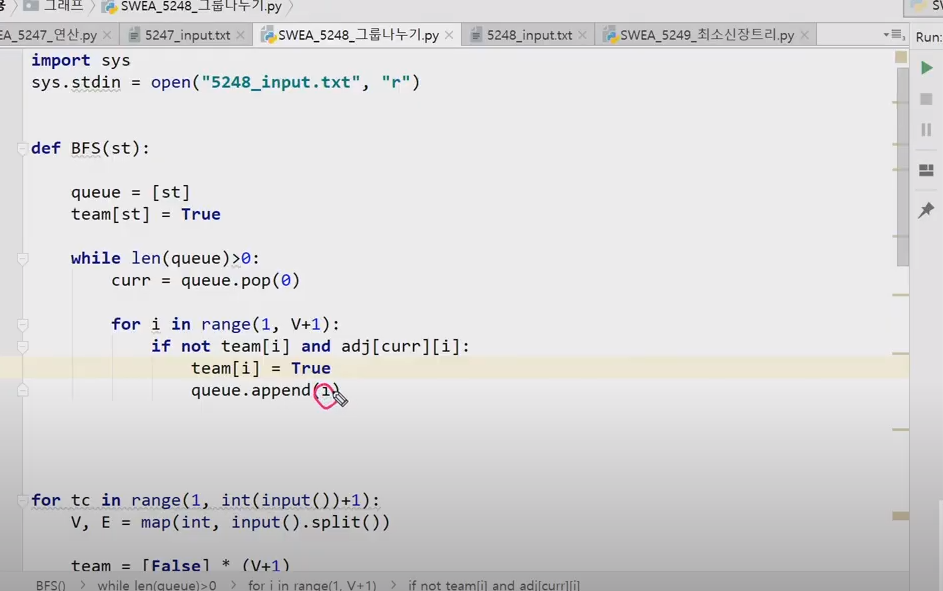 그래프 SWEA_5248_그룹나누기.py
EA_5247_연산.py 5247_input.txt SWEA_5248_그룹나누기.py 5248_input.txt SWEA_5249_최소신장트리.py Run:
import sys
sys.stdin = open("5248_input.txt", "r")
def BFS(st):
queue = [st]
team[st] = True
while len(queue)>0:
curr = queue.pop(0)
for i in range(1, V+1):
if not team[i] and adj[curr][i]:
team[i] = True
queue.append(i)
for tc in range(1, int(input())+1):
V, E = map(int, input().split())
team = [False] * (V+1)
BFS() while len(queue)>0 for i in range(1, V+1) if not team[i] and adj[curr][i]